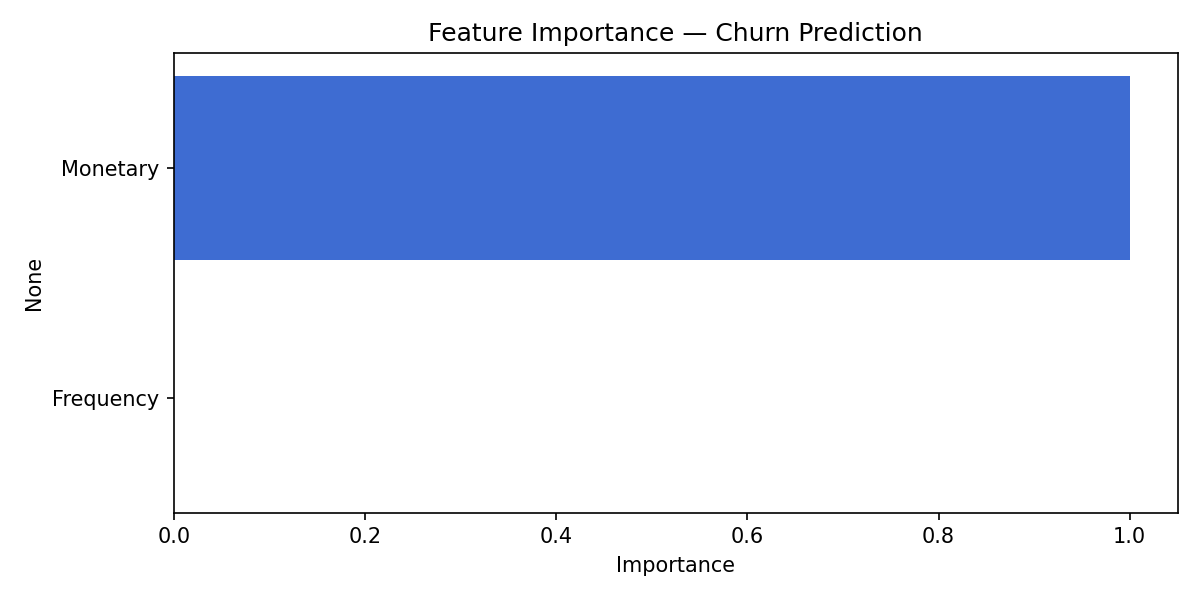 Feature Importance — Churn Prediction
Monetary
None
Frequency
0.0 0.2 0.4 0.6 0.8 1.0
Importance